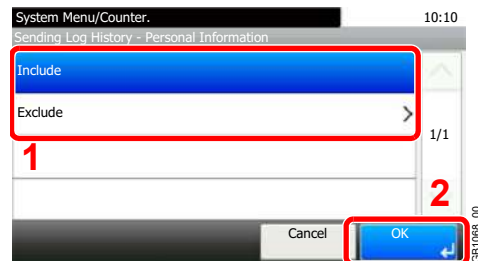 System Menu/Counter. 10:10
Sending Log History - Personal Information
Include
Exclude
1/1
1
2
Cancel OK
GB1068_00